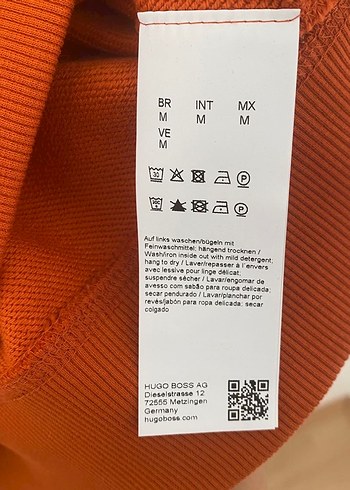 BR INT MX
M M M
VE
M
30
P
P
Auf links waschen/bügeln mit
Feinwaschmittel; hängend trocknen /
Wash/iron inside out with mild detergent;
hang to dry / Laver/repasser à l'envers
avec lessive pour linge délicat;
suspendre sécher / Lavar/engomar de
avesso com sabão para roupa delicada;
secar pendurado / Lavar/planchar por
revés/jabón para ropa delicada; secar
colgado
HUGO BOSS AG
Dieselstrasse 12
72555 Metzingen
Germany
hugoboss.com